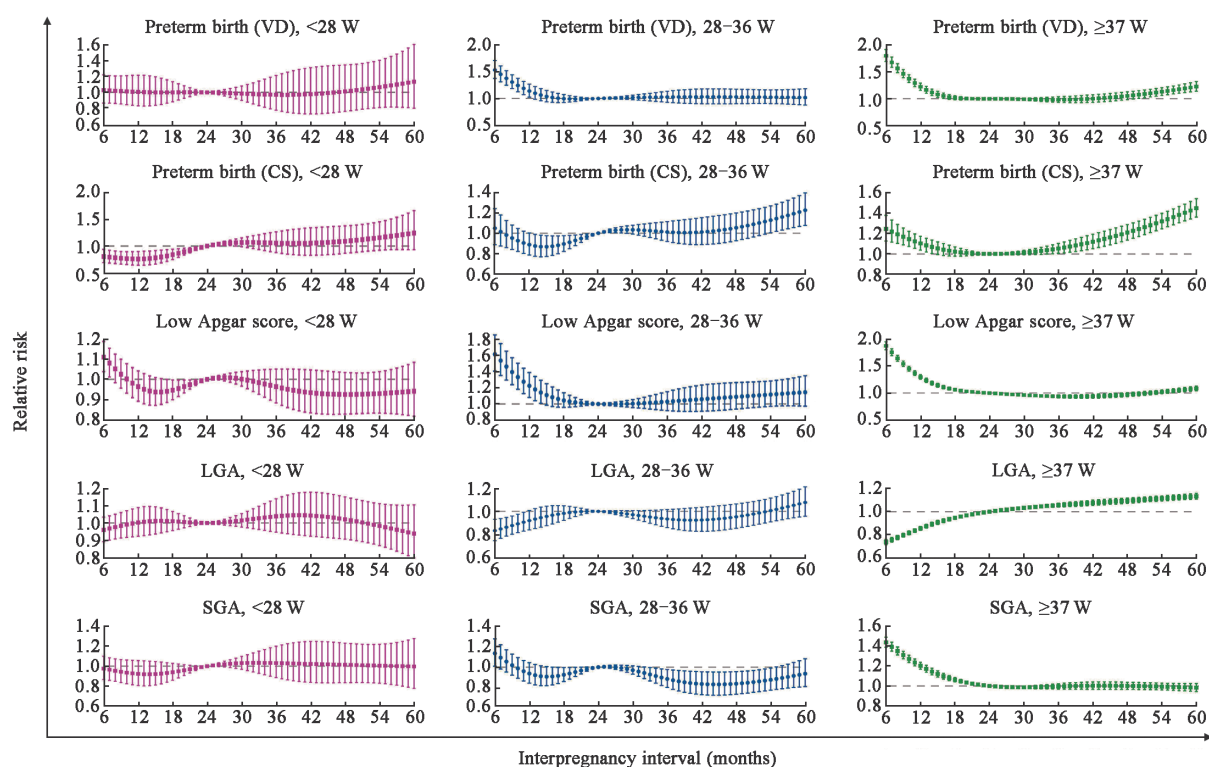 Relative risk
Preterm birth (VD), <28 W
1.6
1.4
1.2
1.0
0.8
0.6
6 12 18 24 30 36 42 48 54 60
Preterm birth (VD), 28−36 W
2.0
1.5
1.0
0.5
6 12 18 24 30 36 42 48 54 60
Preterm birth (VD), ≥37 W
2.0
1.5
1.0
0.5
6 12 18 24 30 36 42 48 54 60
Preterm birth (CS), <28 W
2.0
1.5
1.0
0.5
6 12 18 24 30 36 42 48 54 60
Preterm birth (CS), 28−36 W
1.4
1.2
1.0
0.8
0.6
6 12 18 24 30 36 42 48 54 60
Preterm birth (CS), ≥37 W
1.6
1.4
1.2
1.0
0.8
6 12 18 24 30 36 42 48 54 60
Low Apgar score, <28 W
1.2
1.1
1.0
0.9
0.8
6 12 18 24 30 36 42 48 54 60
Low Apgar score, 28−36 W
1.8
1.6
1.4
1.2
1.0
0.8
6 12 18 24 30 36 42 48 54 60
Low Apgar score, ≥37 W
2.0
1.5
1.0
0.5
6 12 18 24 30 36 42 48 54 60
LGA, <28 W
1.2
1.1
1.0
0.9
0.8
6 12 18 24 30 36 42 48 54 60
LGA, 28−36 W
1.2
1.0
0.8
0.6
6 12 18 24 30 36 42 48 54 60
LGA, ≥37 W
1.2
1.0
0.8
0.6
6 12 18 24 30 36 42 48 54 60
SGA, <28 W
1.4
1.2
1.0
0.8
0.6
6 12 18 24 30 36 42 48 54 60
SGA, 28−36 W
1.4
1.2
1.0
0.8
0.6
6 12 18 24 30 36 42 48 54 60
SGA, ≥37 W
1.6
1.4
1.2
1.0
0.8
6 12 18 24 30 36 42 48 54 60
Interpregnancy interval (months)